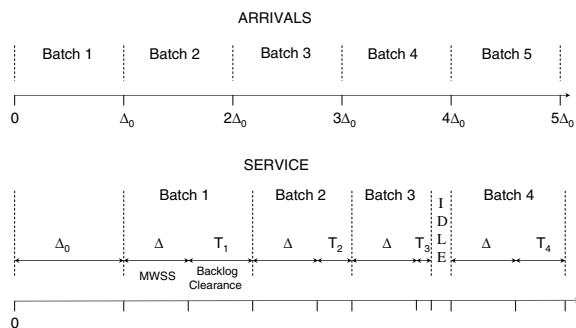 ARRIVALS
Batch 1 Batch 2 Batch 3 Batch 4 Batch 5
0 Δ₀ 2Δ₀ 3Δ₀ 4Δ₀ 5Δ₀
SERVICE
Batch 1 Batch 2 Batch 3 IDLE Batch 4
Δ₀ Δ T₁ Δ T₂ Δ T₃ Δ T₄
MWSS Backlog
Clearance
0